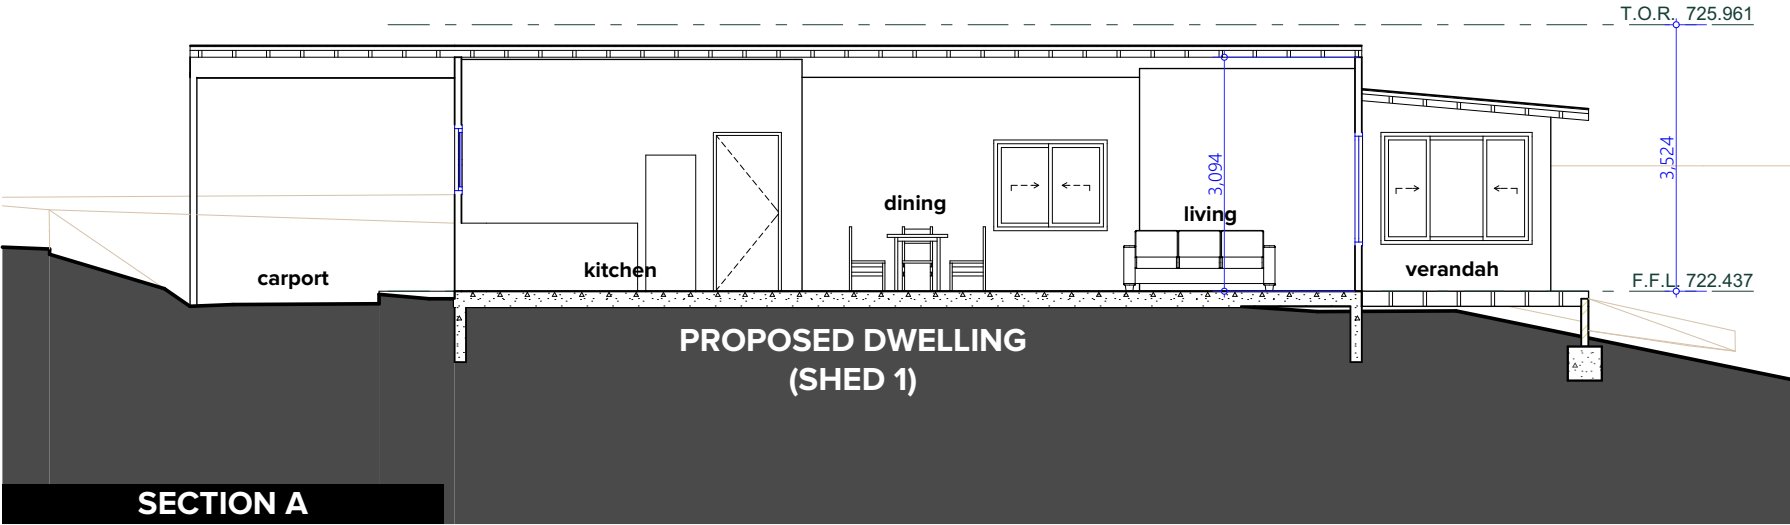 T.O.R. 725.961
3,524
3,094
dining
living
carport
kitchen
verandah
F.F.L. 722.437
PROPOSED DWELLING
(SHED 1)
SECTION A